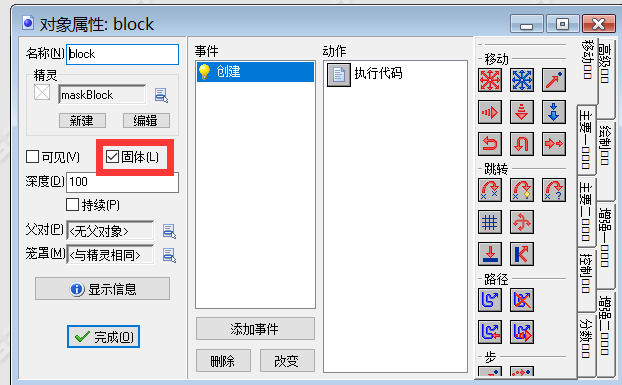 对象属性: block
名称(N) block
精灵
maskBlock
新建 编辑
可见(V) 固体(L)
深度(D) 100
持续(P)
父对(P) <无父对象>
笼罩(M) <与精灵相同>
显示信息
完成(O)
事件
创建
添加事件
删除 改变
动作
执行代码
移动
跳转
路径
步
移动□□
主要一□□□
主要二□□□
控制□□
分数□□
高级□□
绘制□□
增强一□□□
增强二□□□